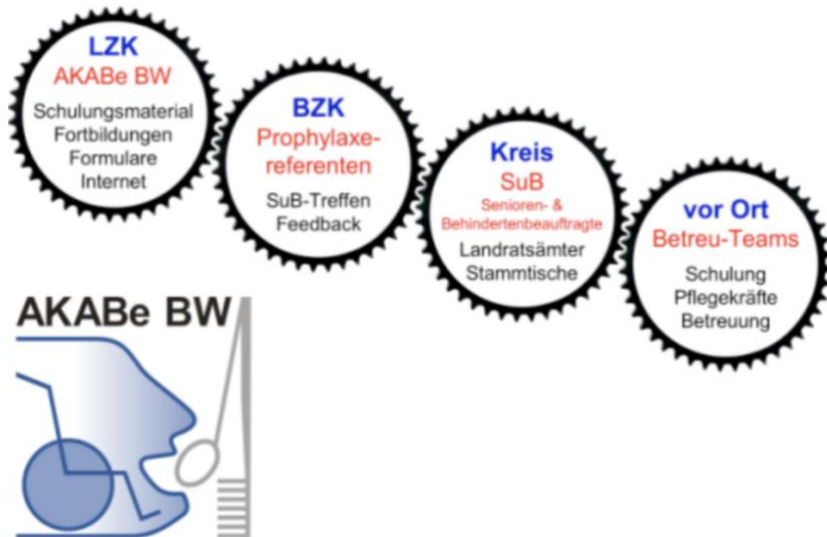 LZK
AKABe BW
Schulungsmaterial
Fortbildungen
Formulare
Internet
BZK
Prophylaxe-
referenten
SuB-Treffen
Feedback
Kreis
SuB
Senioren- &
Behindertenbeauftragte
Landratsämter
Stammtische
vor Ort
Betreu-Teams
Schulung
Pflegekräfte
Betreuung
AKABe BW